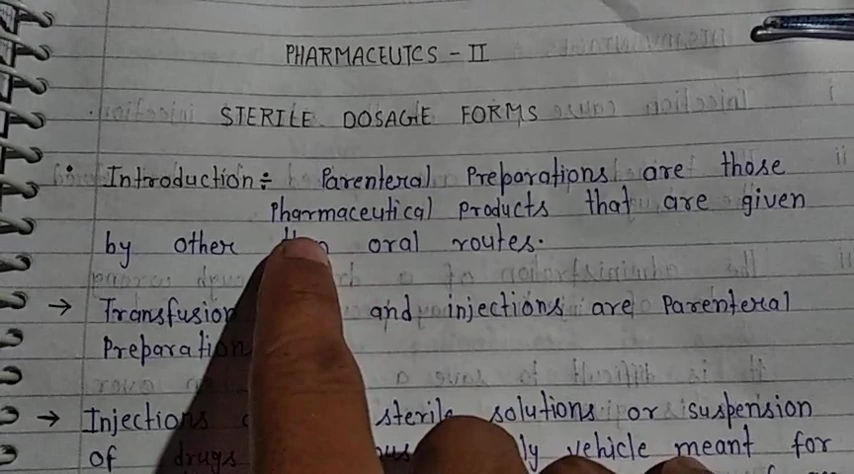 PHARMACEUTCS - II
STERILE DOSAGE FORMS
Introduction ÷ Parenteral Preparations are those
Pharmaceutical Products that are given
by other oral routes.
→ Transfusion and injections are Parenteral
Preparation
→ Injections sterile solutions or suspension
of drugs vehicle meant for